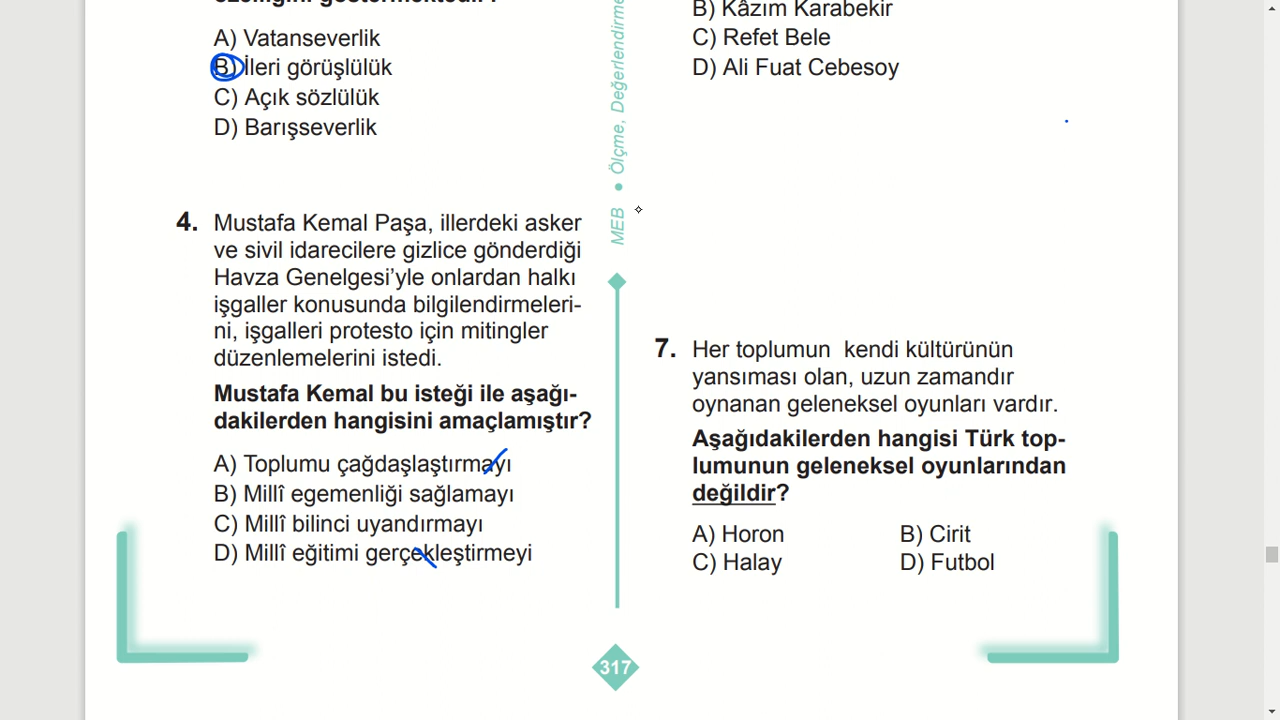 A) Vatanseverlik
B) İleri görüşlülük
C) Açık sözlülük
D) Barışseverlik
4. Mustafa Kemal Paşa, illerdeki asker
ve sivil idarecilere gizlice gönderdiği
Havza Genelgesi’yle onlardan halkı
işgaller konusunda bilgilendirmeleri-
ni, işgalleri protesto için mitingler
düzenlemelerini istedi.
Mustafa Kemal bu isteği ile aşağı-
dakilerden hangisini amaçlamıştır?
A) Toplumu çağdaşlaştırmayı
B) Millî egemenliği sağlamayı
C) Millî bilinci uyandırmayı
D) Millî eğitimi gerçekleştirmeyi
MEB • Ölçme, Değerlendirme
B) Kâzım Karabekir
C) Refet Bele
D) Ali Fuat Cebesoy
7. Her toplumun kendi kültürünün
yansıması olan, uzun zamandır
oynanan geleneksel oyunları vardır.
Aşağıdakilerden hangisi Türk top-
lumunun geleneksel oyunlarından
değildir?
A) Horon B) Cirit
C) Halay D) Futbol
317